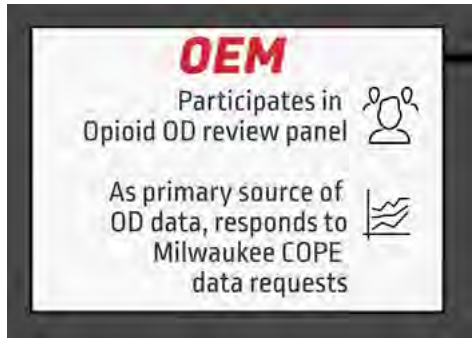 OEM
Participates in
Opioid OD review panel
As primary source of
OD data, responds to
Milwaukee COPE
data requests